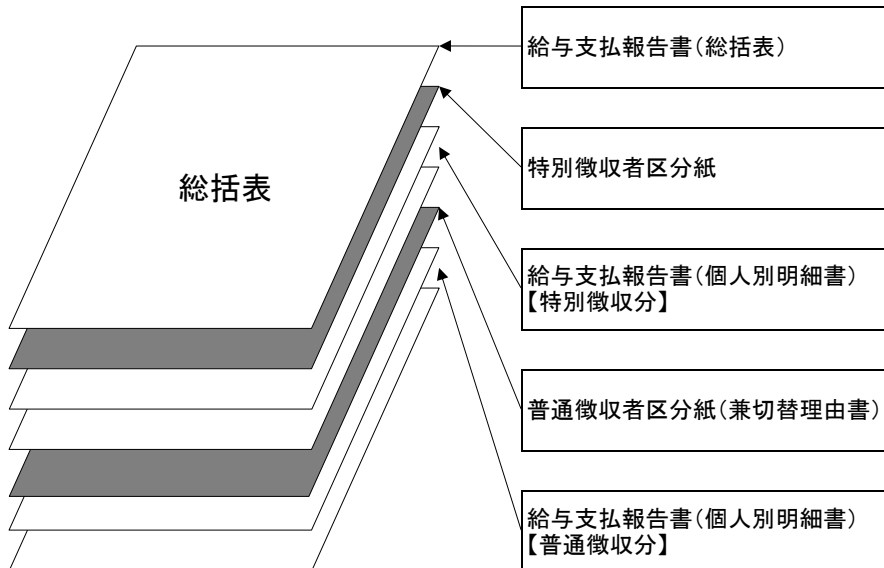 給与支払報告書(総括表)
総括表
特別徴収者区分紙
給与支払報告書(個人別明細書)
【特別徴収分】
普通徴収者区分紙(兼切替理由書)
給与支払報告書(個人別明細書)
【普通徴収分】